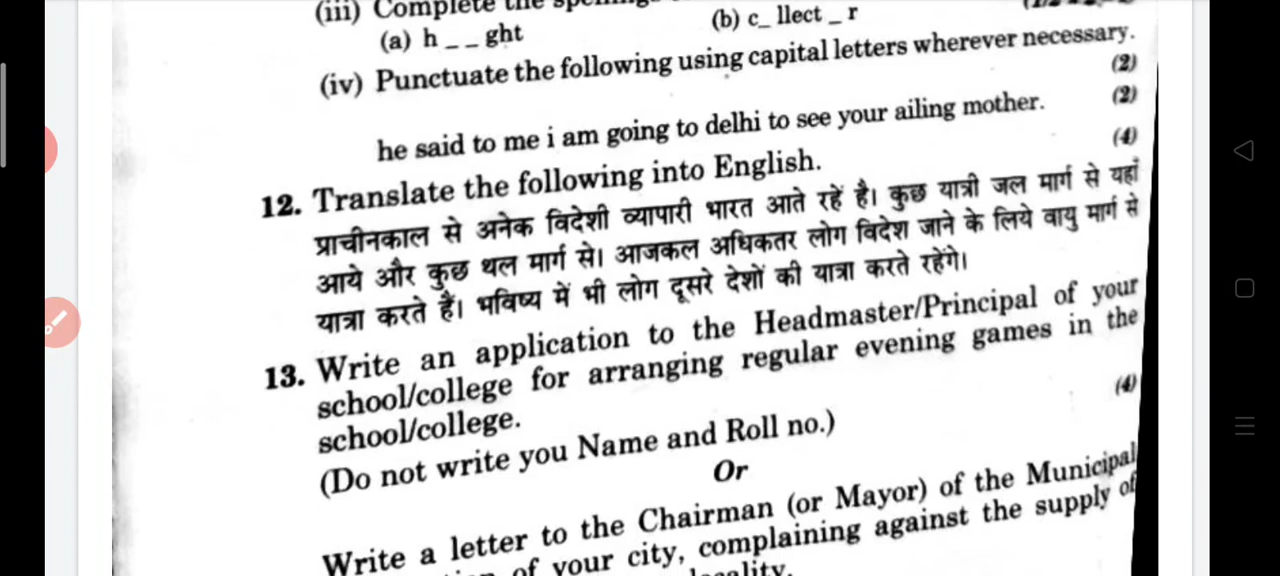 (iii) Complete the
(a) h _ _ ght
(b) c_ llect _ r
(iv) Punctuate the following using capital letters wherever necessary.
(2)
he said to me i am going to delhi to see your ailing mother.
(2)
12. Translate the following into English.
(4)
प्राचीनकाल से अनेक विदेशी व्यापारी भारत आते रहें है। कुछ यात्री जल मार्ग से यहाँ
आये और कुछ थल मार्ग से। आजकल अधिकतर लोग विदेश जाने के लिये वायु मार्ग से
यात्रा करते हैं। भविष्य में भी लोग दूसरे देशों की यात्रा करते रहेंगे।
13. Write an application to the Headmaster/Principal of your
school/college for arranging regular evening games in the
school/college.
(4)
(Do not write you Name and Roll no.)
Or
Write a letter to the Chairman (or Mayor) of the Municipal
of your city, complaining against the supply of